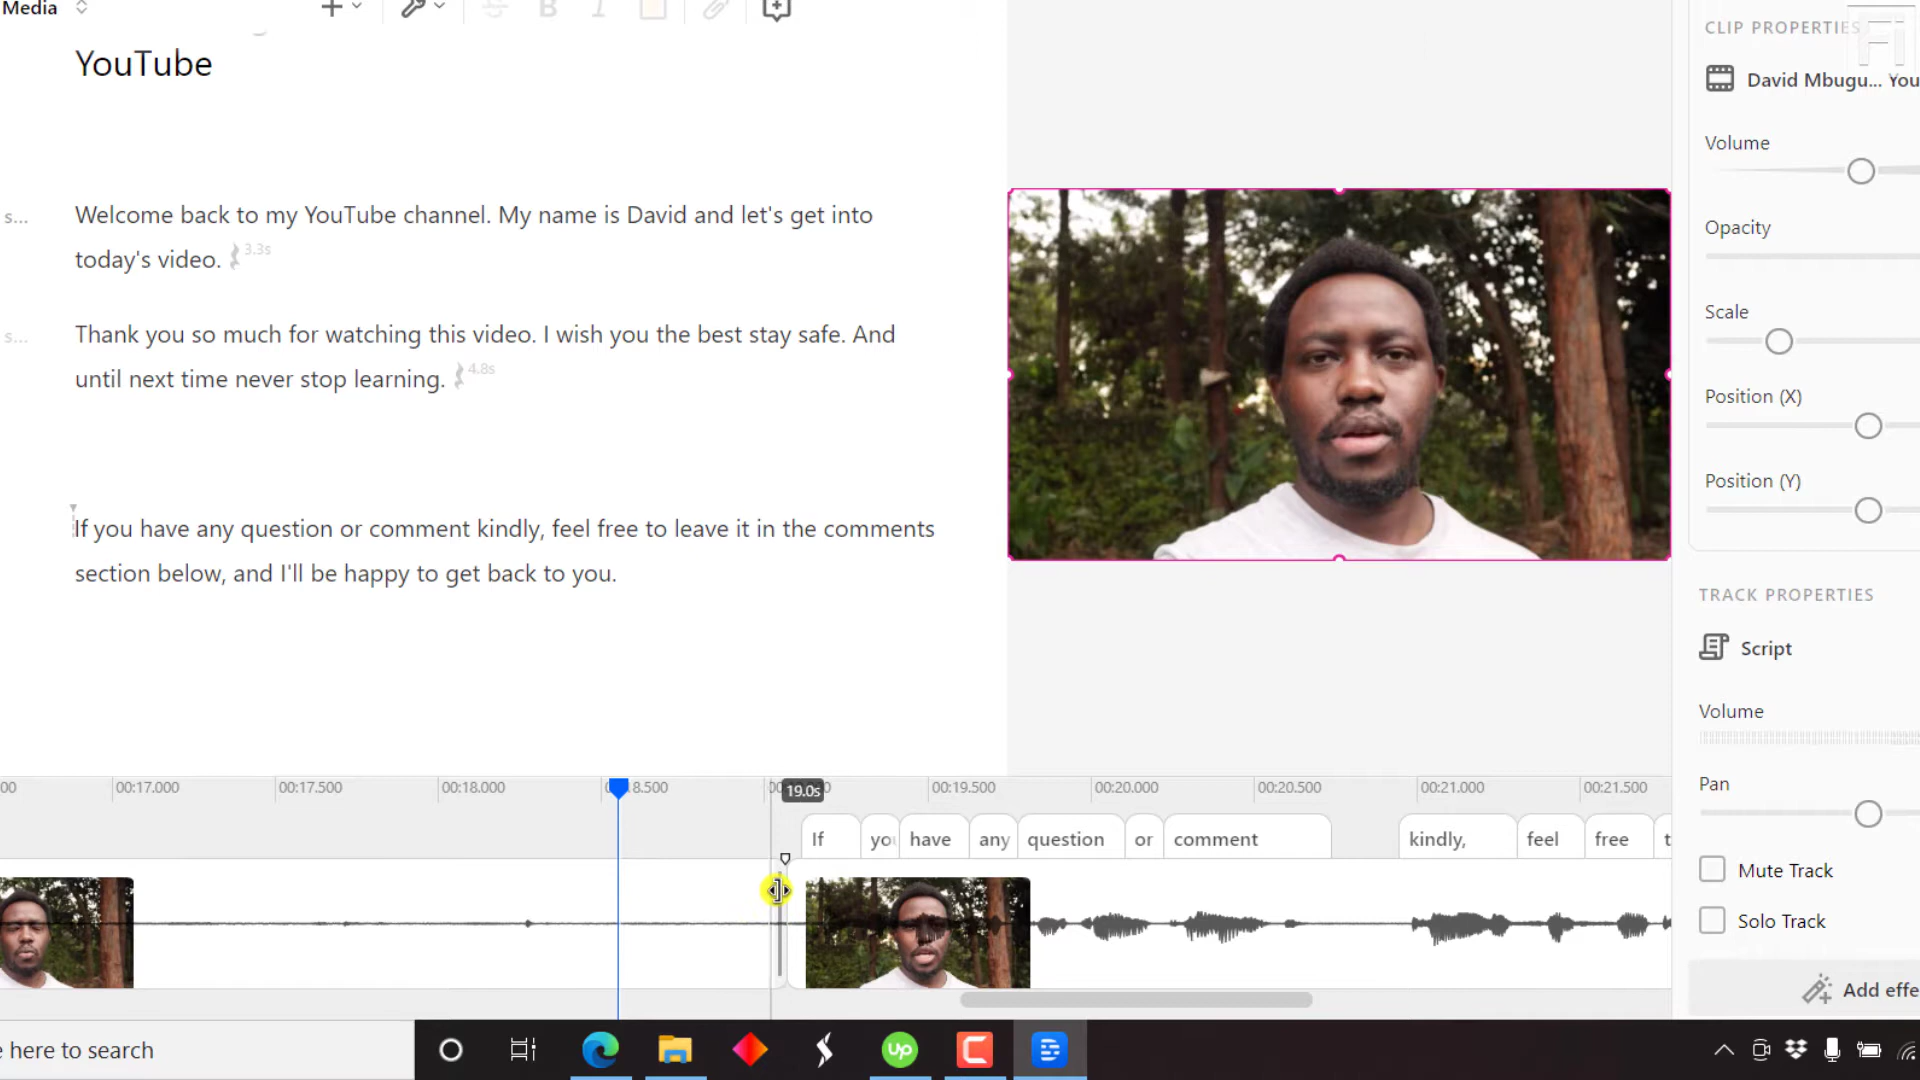 Media
CLIP PROPERTIES
YouTube
David Mbugu... You
Volume
Welcome back to my YouTube channel. My name is David and let's get into
s...
today's video. 3.3s
Opacity
Scale
Thank you so much for watching this video. I wish you the best stay safe. And
s...
until next time never stop learning. 4.8s
Position (X)
Position (Y)
If you have any question or comment kindly, feel free to leave it in the comments
section below, and I'll be happy to get back to you.
TRACK PROPERTIES
Script
Volume
Pan
00 00:17.000 00:17.500 00:18.000 8.500 19.0s 00:19.500 00:20.000 00:20.500 00:21.000 00:21.500
If you have any question or comment kindly, feel free t
Mute Track
Solo Track
Add effe
here to search
Up